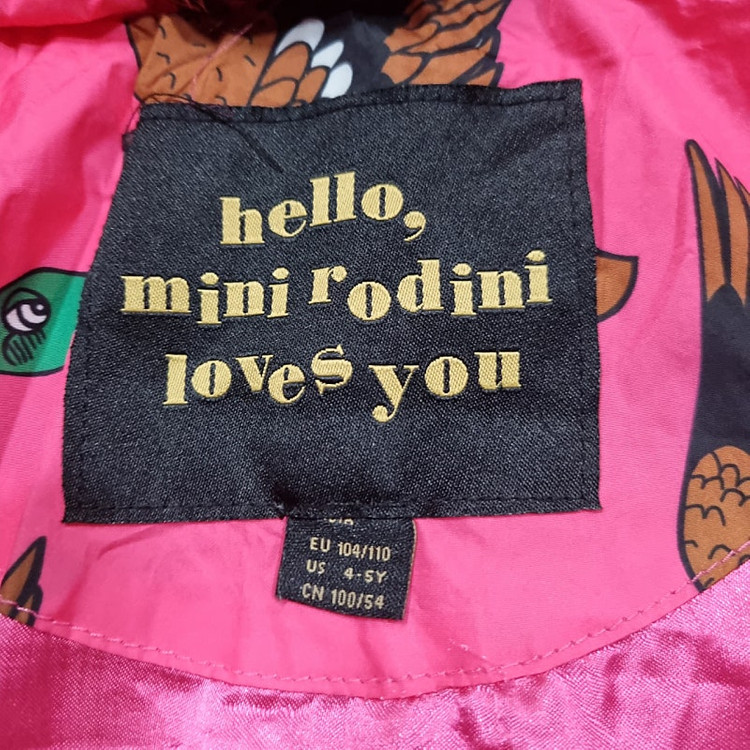 hello,
mini rodini
loves you
EU 104/110
US 4-5Y
CN 100/54